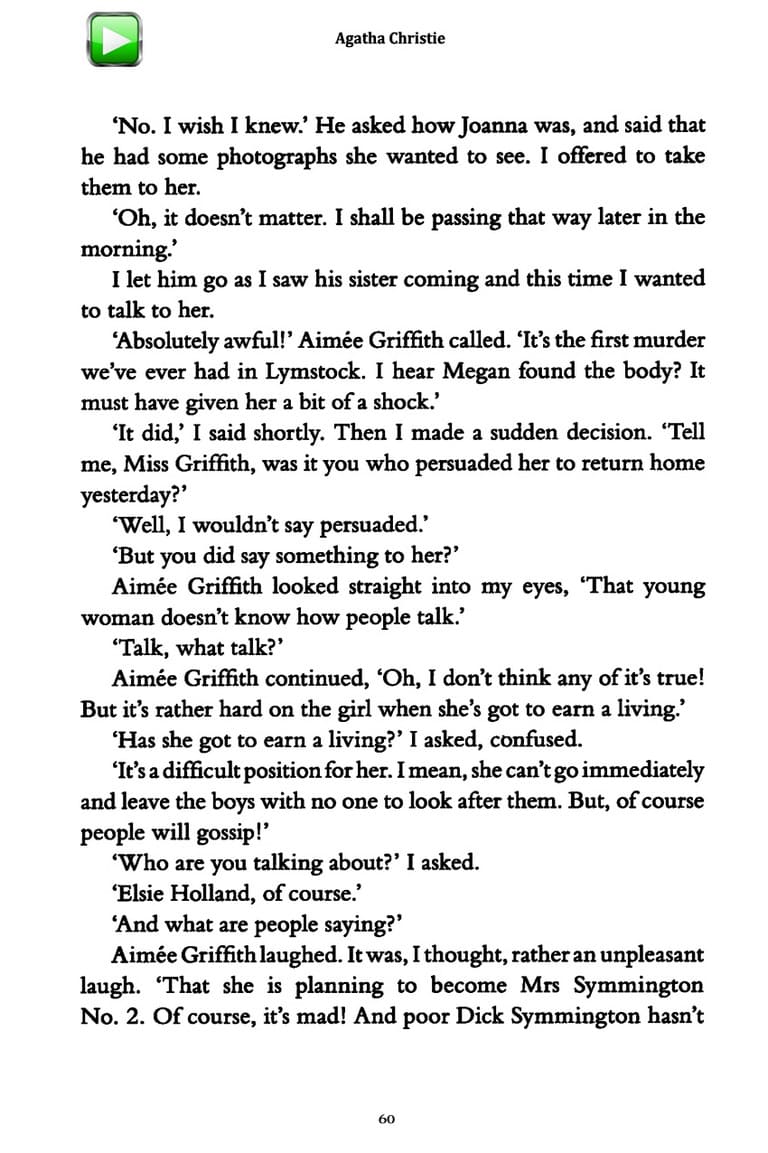 Agatha Christie
‘No. I wish I knew.’ He asked how Joanna was, and said that
he had some photographs she wanted to see. I offered to take
them to her.
‘Oh, it doesn’t matter. I shall be passing that way later in the
morning.’
I let him go as I saw his sister coming and this time I wanted
to talk to her.
‘Absolutely awful!’ Aimée Griffith called. ‘It’s the first murder
we’ve ever had in Lymstock. I hear Megan found the body? It
must have given her a bit of a shock.’
‘It did,’ I said shortly. Then I made a sudden decision. ‘Tell
me, Miss Griffith, was it you who persuaded her to return home
yesterday?’
‘Well, I wouldn’t say persuaded.’
‘But you did say something to her?’
Aimée Griffith looked straight into my eyes, ‘That young
woman doesn’t know how people talk.’
‘Talk, what talk?’
Aimée Griffith continued, ‘Oh, I don’t think any of it’s true!
But it’s rather hard on the girl when she’s got to earn a living.’
‘Has she got to earn a living?’ I asked, confused.
‘It’s a difficult position for her. I mean, she can’t go immediately
and leave the boys with no one to look after them. But, of course
people will gossip!’
‘Who are you talking about?’ I asked.
‘Elsie Holland, of course.’
‘And what are people saying?’
Aimée Griffith laughed. It was, I thought, rather an unpleasant
laugh. ‘That she is planning to become Mrs Symmington
No. 2. Of course, it’s mad! And poor Dick Symmington hasn’t
60